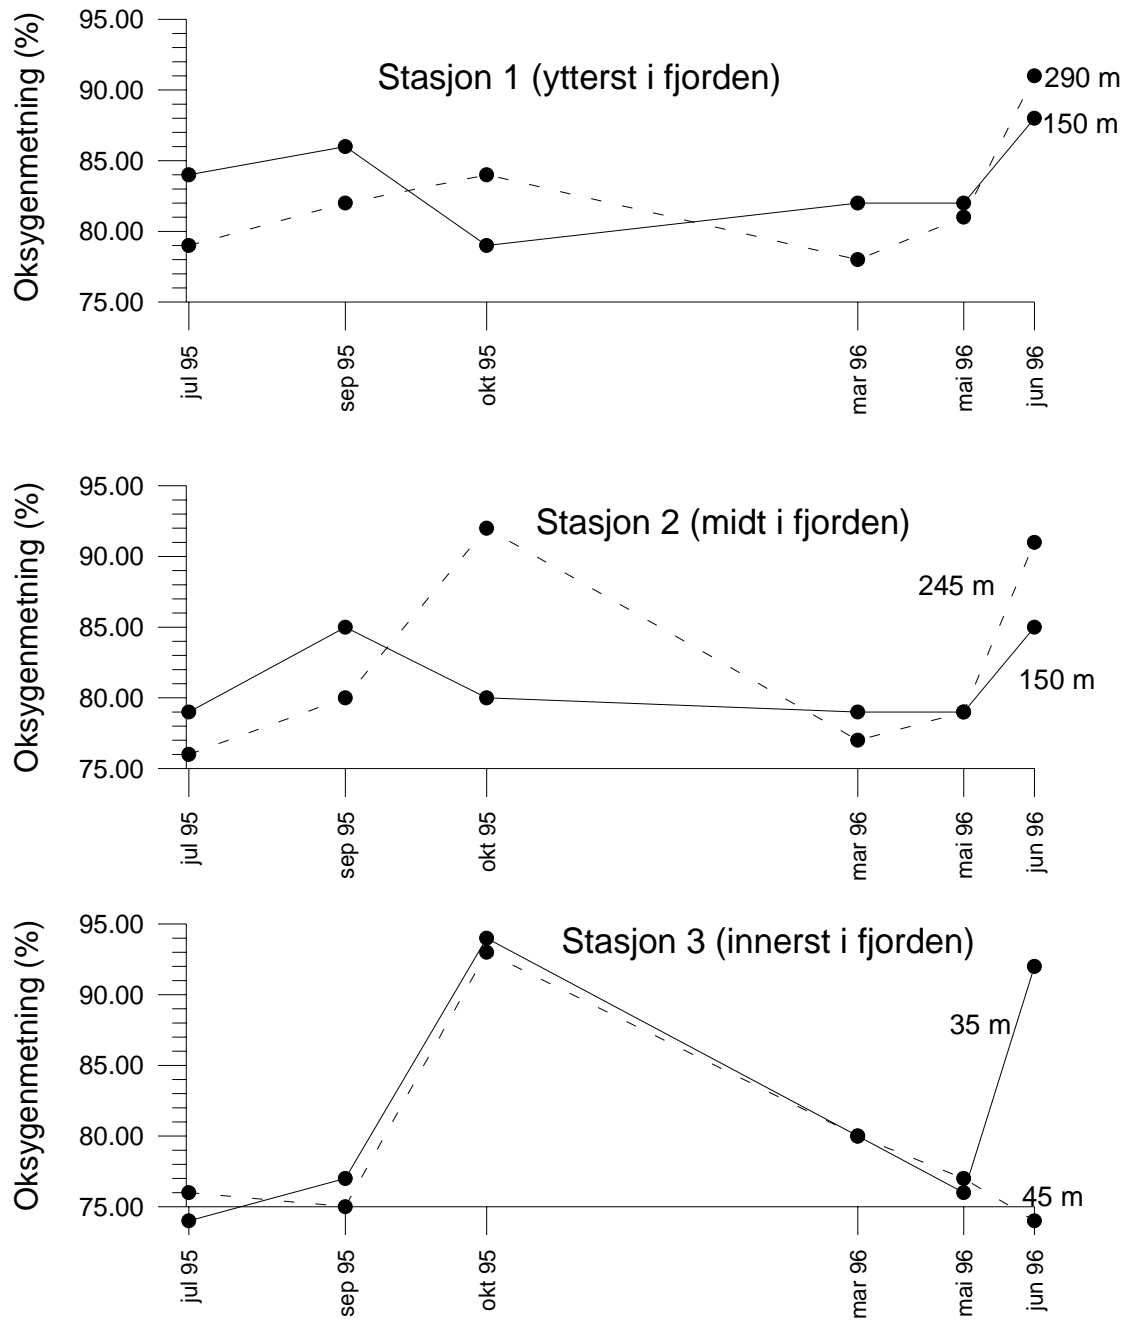 Oksygenmetning (%)
95.00
90.00
85.00
80.00
75.00
Stasjon 1 (ytterst i fjorden)
290 m
150 m
jul 95
sep 95
okt 95
mar 96
mai 96
jun 96
Oksygenmetning (%)
95.00
90.00
85.00
80.00
75.00
Stasjon 2 (midt i fjorden)
245 m
150 m
jul 95
sep 95
okt 95
mar 96
mai 96
jun 96
Oksygenmetning (%)
95.00
90.00
85.00
80.00
75.00
Stasjon 3 (innerst i fjorden)
35 m
45 m
jul 95
sep 95
okt 95
mar 96
mai 96
jun 96